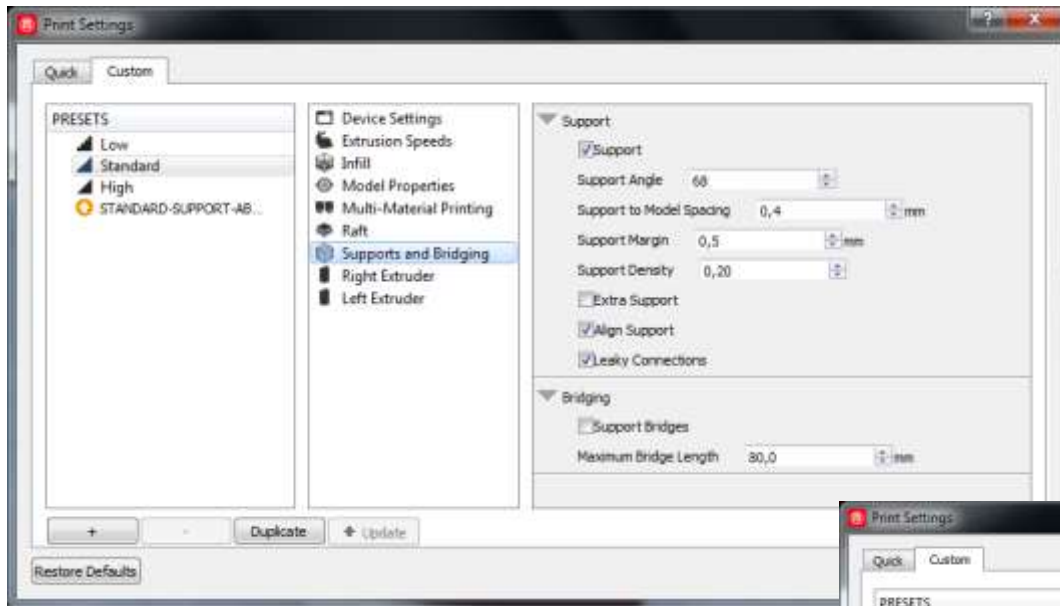 Print Settings
Quick Custom
PRESETS
Low
Standard
High
STANDARD-SUPPORT-AB...
Device Settings
Extrusion Speeds
Infill
Model Properties
Multi-Material Printing
Raft
Supports and Bridging
Right Extruder
Left Extruder
Support
Support
Support Angle 68
Support to Model Spacing 0,4 mm
Support Margin 0,5 mm
Support Density 0,20
Extra Support
Align Support
Leaky Connections
Bridging
Support Bridges
Maximum Bridge Length 80,0 mm
+ - Duplicate Update
Restore Defaults
Print Settings
Quick Custom
PRESETS